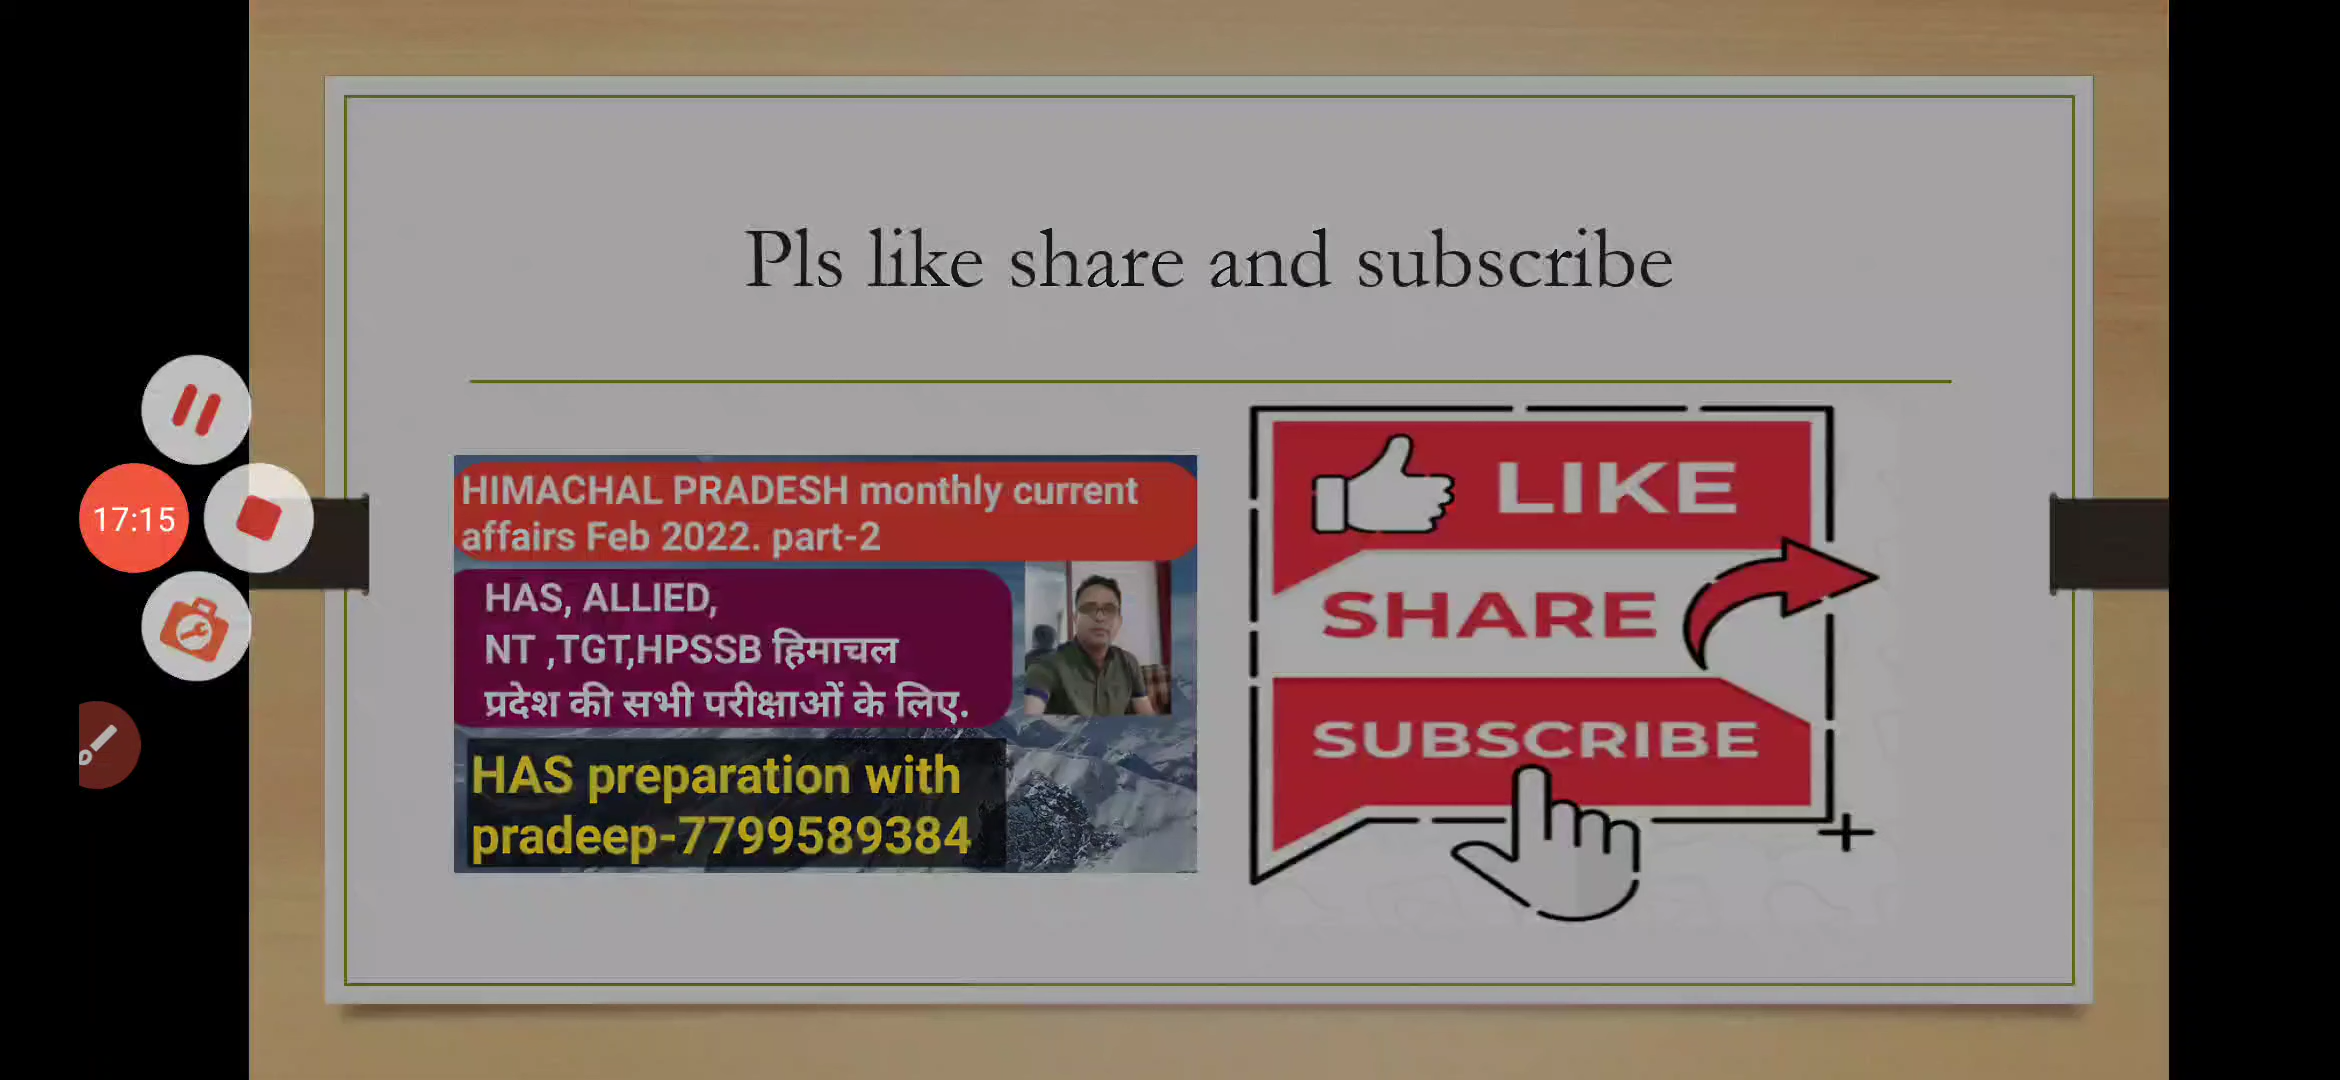 Pls like share and subscribe
HIMACHAL PRADESH monthly current
affairs Feb 2022. part-2
HAS, ALLIED,
NT ,TGT,HPSSB हिमाचल
प्रदेश की सभी परीक्षाओं के लिए.
HAS preparation with
pradeep-7799589384
LIKE
SHARE
SUBSCRIBE
17:15